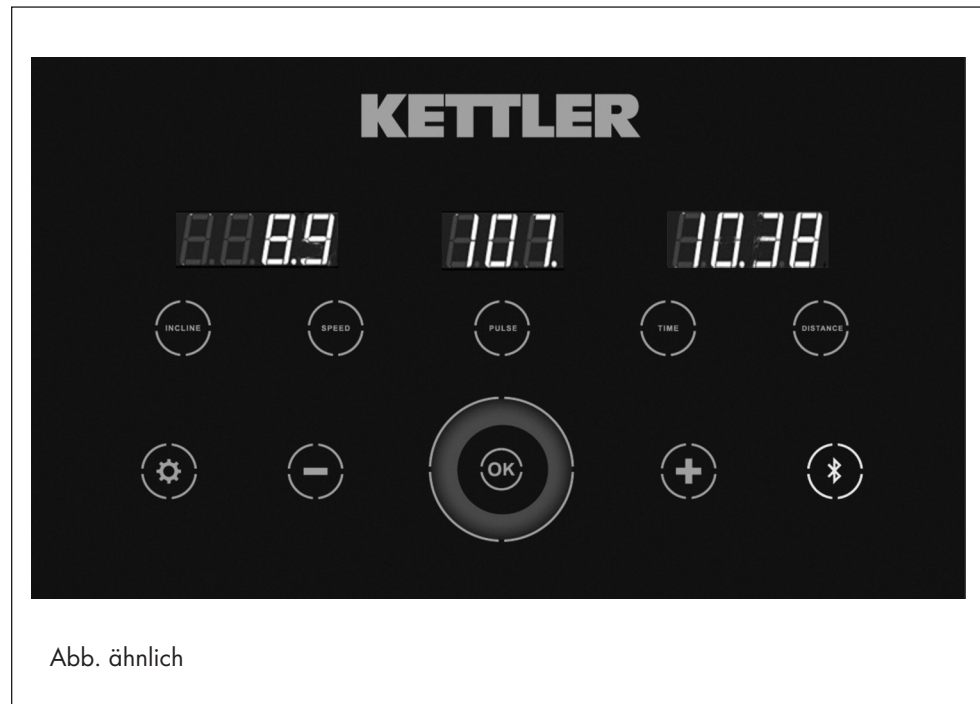 KETTLER
8.9 107. 10.38
INCLINE SPEED PULSE TIME DISTANCE
OK
Abb. ähnlich